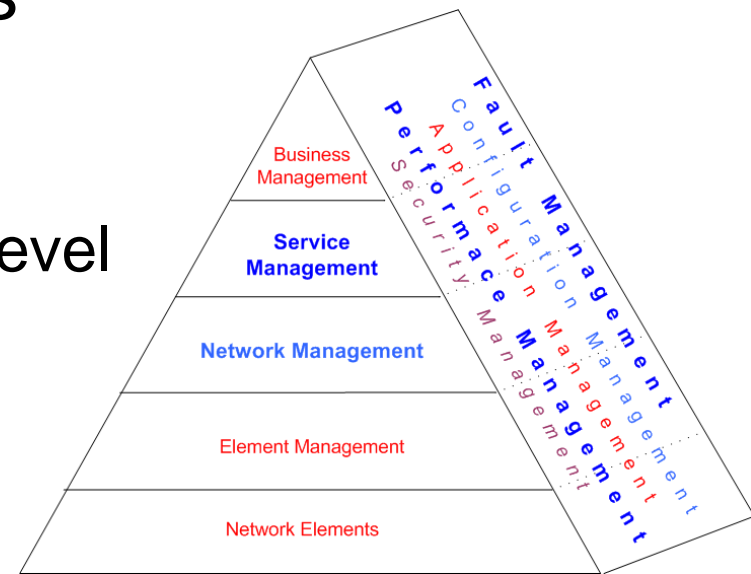 s
evel
Business
Management
Service
Management
Network Management
Element Management
Network Elements
Fault Management
Configuration Management
Application Management
Performace Management
Security Management